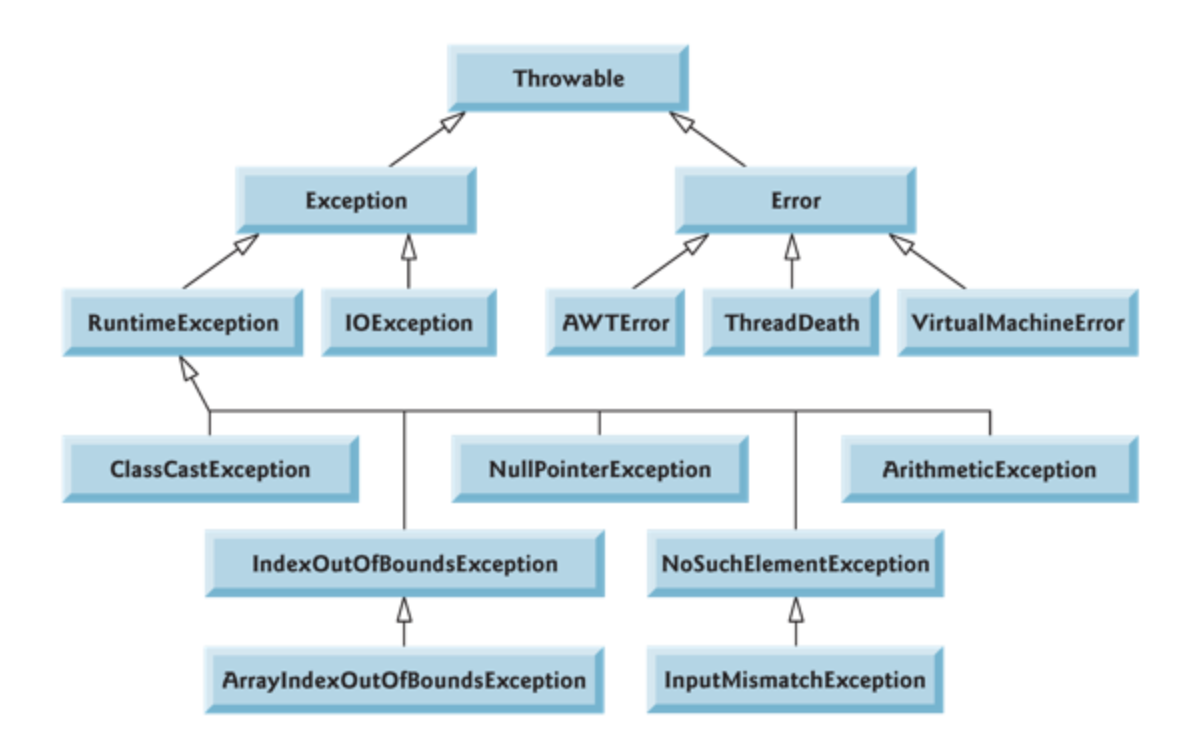 Throwable
Exception
Error
RuntimeException
IOException
AWTError
ThreadDeath
VirtualMachineError
ClassCastException
NullPointerException
ArithmeticException
IndexOutOfBoundsException
NoSuchElementException
ArrayIndexOutOfBoundsException
InputMismatchException